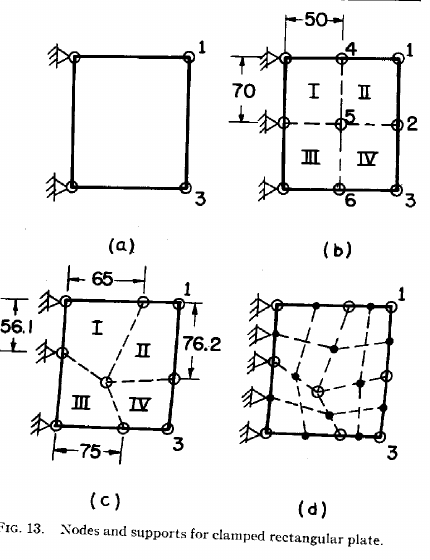 1
3
(a)
50
4
1
70
I
II
5
2
III
IV
6
3
(b)
65
1
56.1
I
II
76.2
III
IV
75
3
(c)
1
3
(d)
FIG. 13. Nodes and supports for clamped rectangular plate.